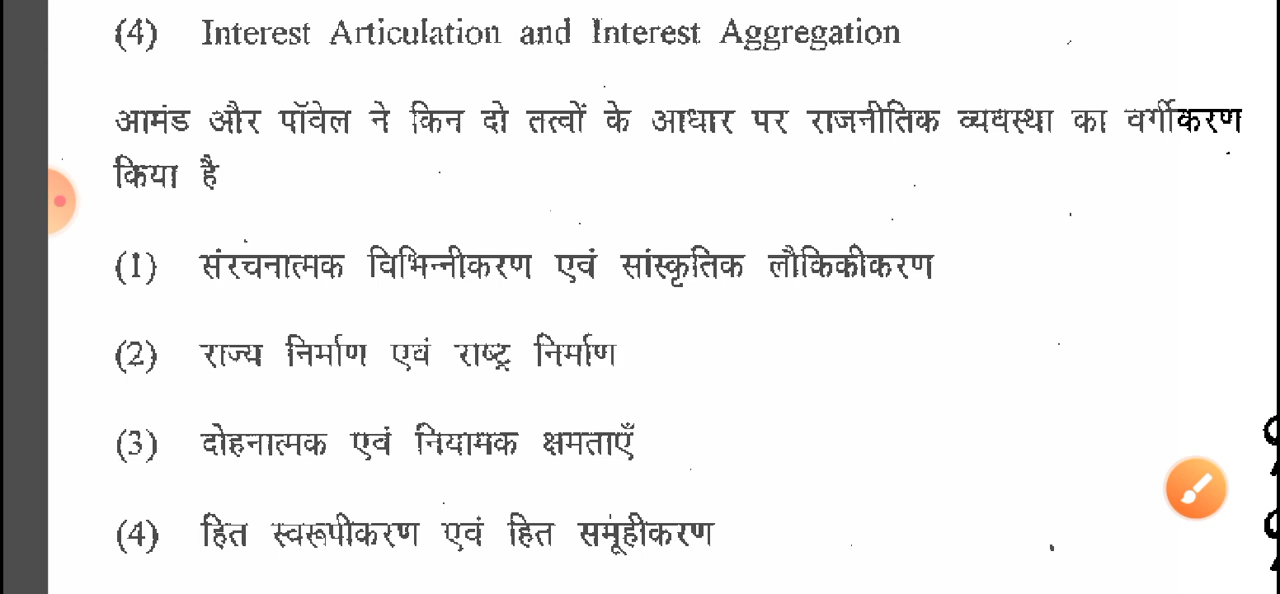 (4) Interest Articulation and Interest Aggregation
आमंड और पॉवेल ने किन दो तत्वों के आधार पर राजनीतिक व्यवस्था का वर्गीकरण
किया है
(1) संरचनात्मक विभिन्नीकरण एवं सांस्कृतिक लौकिकीकरण
(2) राज्य निर्माण एवं राष्ट्र निर्माण
(3) दोहनात्मक एवं नियामक क्षमताएँ
(4) हित स्वरूपीकरण एवं हित समूहीकरण